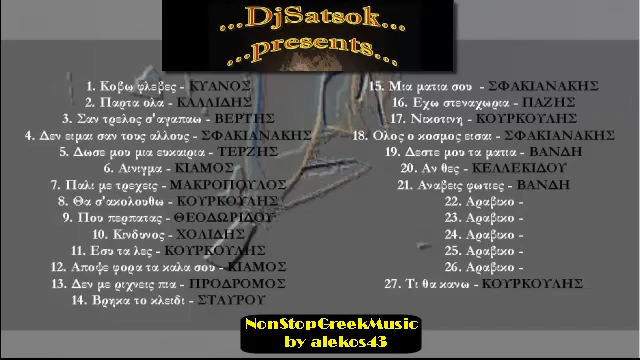 ...DjSatsok...
...presents...
1. Κοβω φλεβες - ΚΥΑΝΟΣ
2. Παρτα ολα - ΚΑΛΛΙΔΗΣ
3. Σαν τρελος σ'αγαπαω - ΒΕΡΤΗΣ
4. Δεν ειμαι σαν τους αλλους - ΣΦΑΚΙΑΝΑΚΗΣ
5. Δωσε μου μια ευκαιρια - ΤΕΡΖΗΣ
6. Αινιγμα - ΚΙΑΜΟΣ
7. Παλι με τρεχεις - ΜΑΚΡΟΠΟΥΛΟΣ
8. Θα σ'ακολουθω - ΚΟΥΡΚΟΥΛΗΣ
9. Που περπατας - ΘΕΟΔΩΡΙΔΟΥ
10. Κινδυνος - ΧΟΛΙΔΗΣ
11. Εσυ τα λες - ΚΟΥΡΚΟΥΛΗΣ
12. Αποψε φορα τα καλα σου - ΚΙΑΜΟΣ
13. Δεν με ριχνεις πια - ΠΡΟΔΡΟΜΟΣ
14. Βρηκα το κλειδι - ΣΤΑΥΡΟΥ
15. Μια ματια σου - ΣΦΑΚΙΑΝΑΚΗΣ
16. Εχω στεναχωρια - ΠΑΖΗΣ
17. Νικοτινη - ΚΟΥΡΚΟΥΛΗΣ
18. Ολος ο κοσμος εισαι - ΣΦΑΚΙΑΝΑΚΗΣ
19. Δεστε μου τα ματια - ΒΑΝΔΗ
20. Αν θες - ΚΕΛΛΕΚΙΔΟΥ
21. Αναβεις φωτιες - ΒΑΝΔΗ
22. Αραβικο -
23. Αραβικο -
24. Αραβικο -
25. Αραβικο -
26. Αραβικο -
27. Τι θα κανω - ΚΟΥΡΚΟΥΛΗΣ
NonStopGreekMusic
by alekos43